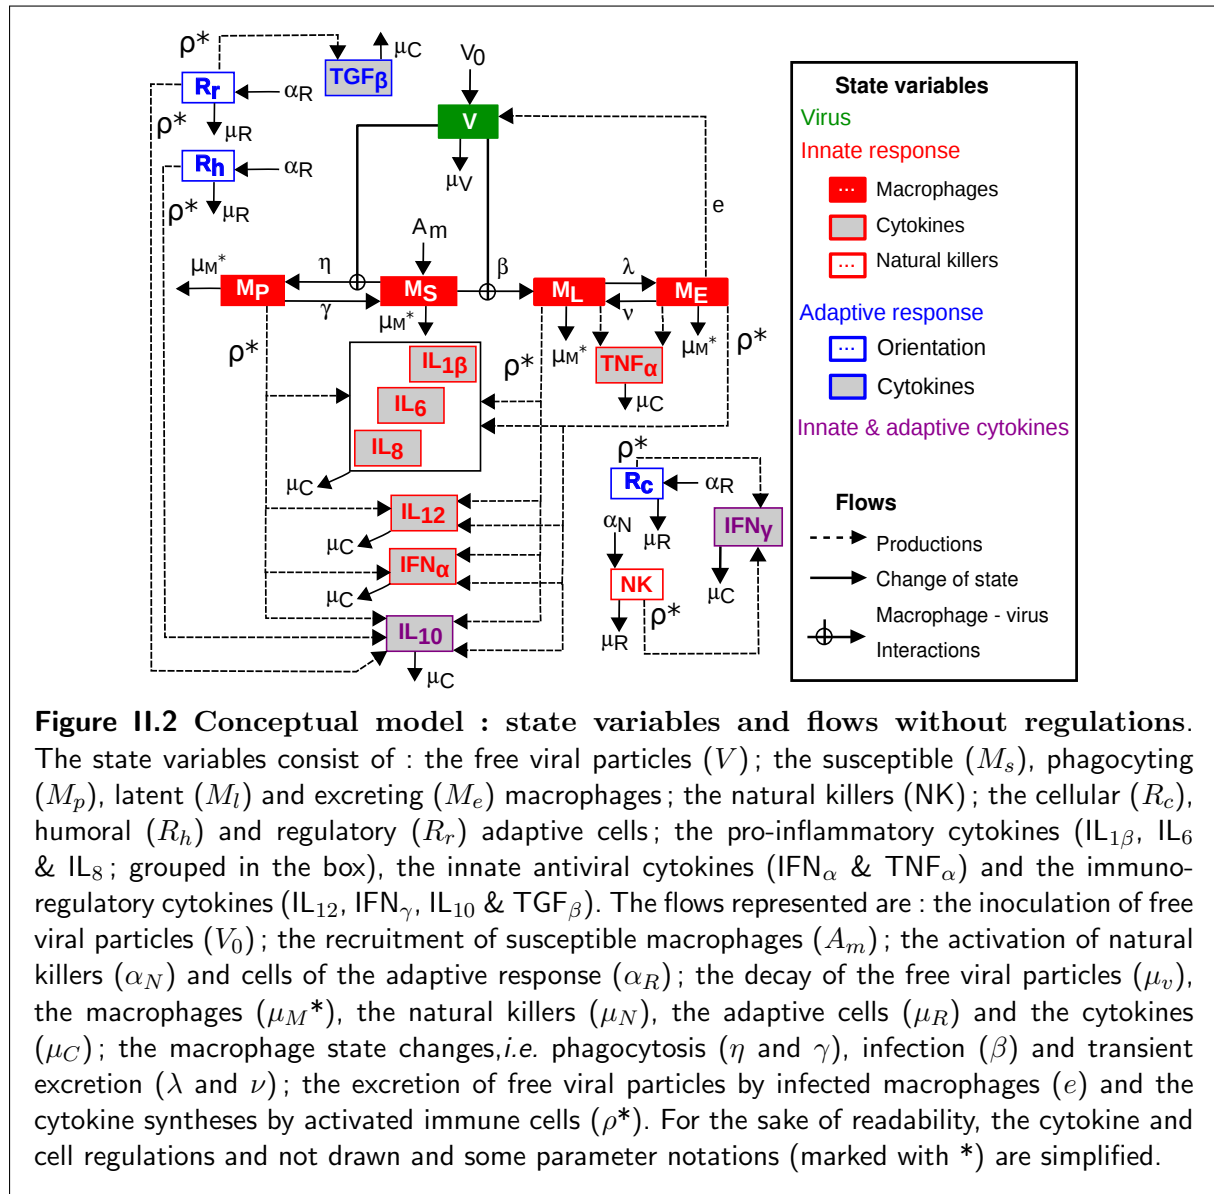 ρ*
μC
TGFβ
V0
Rr
αR
ρ*
μR
V
Rh
αR
μV
e
ρ*
μR
Am
μM*
η
β
λ
MP
MS
ML
ME
γ
ν
μM*
μM*
μM*
ρ*
ρ*
ρ*
IL1β
TNFα
IL6
μC
IL8
ρ*
μC
Rc
αR
IL12
αN
IFNγ
μC
μR
IFNα
NK
μC
μC
ρ*
IL10
μR
μC
State variables
Virus
Innate response
... Macrophages
Cytokines
... Natural killers
Adaptive response
... Orientation
Cytokines
Innate & adaptive cytokines
Flows
Productions
Change of state
Macrophage - virus
Interactions
Figure II.2 Conceptual model : state variables and flows without regulations.
The state variables consist of : the free viral particles (V) ; the susceptible (Ms), phagocyting
(Mp), latent (Ml) and excreting (Me) macrophages ; the natural killers (NK) ; the cellular (Rc),
humoral (Rh) and regulatory (Rr) adaptive cells ; the pro-inflammatory cytokines (IL1β, IL6
& IL8 ; grouped in the box), the innate antiviral cytokines (IFNα & TNFα) and the immuno-
regulatory cytokines (IL12, IFNγ, IL10 & TGFβ). The flows represented are : the inoculation of free
viral particles (V0) ; the recruitment of susceptible macrophages (Am) ; the activation of natural
killers (αN) and cells of the adaptive response (αR) ; the decay of the free viral particles (μv),
the macrophages (μM*), the natural killers (μN), the adaptive cells (μR) and the cytokines
(μC) ; the macrophage state changes,i.e. phagocytosis (η and γ), infection (β) and transient
excretion (λ and ν) ; the excretion of free viral particles by infected macrophages (e) and the
cytokine syntheses by activated immune cells (ρ*). For the sake of readability, the cytokine and
cell regulations and not drawn and some parameter notations (marked with *) are simplified.